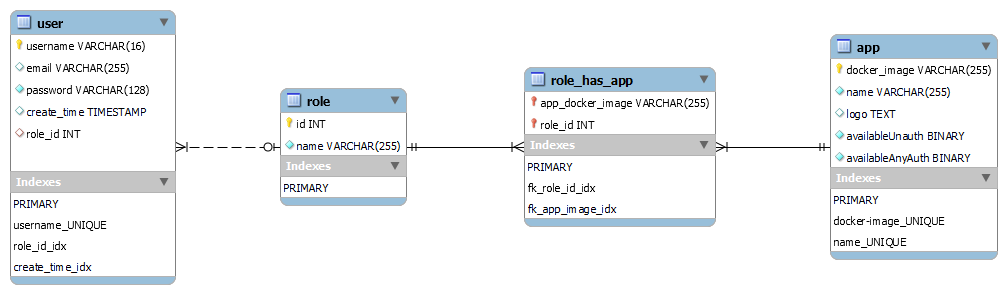 user
username VARCHAR(16)
email VARCHAR(255)
password VARCHAR(128)
create_time TIMESTAMP
role_id INT
Indexes
PRIMARY
username_UNIQUE
role_id_idx
create_time_idx
role
id INT
name VARCHAR(255)
Indexes
PRIMARY
role_has_app
app_docker_image VARCHAR(255)
role_id INT
Indexes
PRIMARY
fk_role_id_idx
fk_app_image_idx
app
docker_image VARCHAR(255)
name VARCHAR(255)
logo TEXT
availableUnauth BINARY
availableAnyAuth BINARY
Indexes
PRIMARY
docker-image_UNIQUE
name_UNIQUE